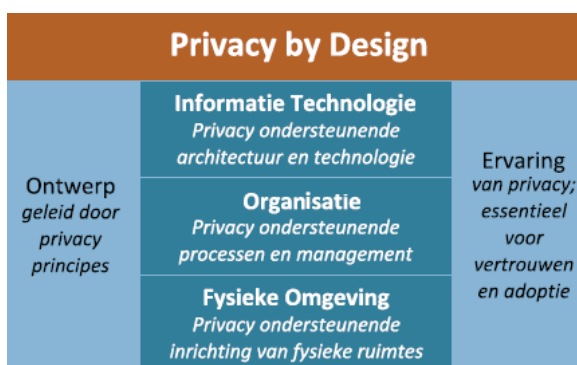 Privacy by Design
Ontwerp
geleid door
privacy
principes
Informatie Technologie
Privacy ondersteunende
architectuur en technologie
Organisatie
Privacy ondersteunende
processen en management
Fysieke Omgeving
Privacy ondersteunende
inrichting van fysieke ruimtes
Ervaring
van privacy;
essentieel
voor
vertrouwen
en adoptie